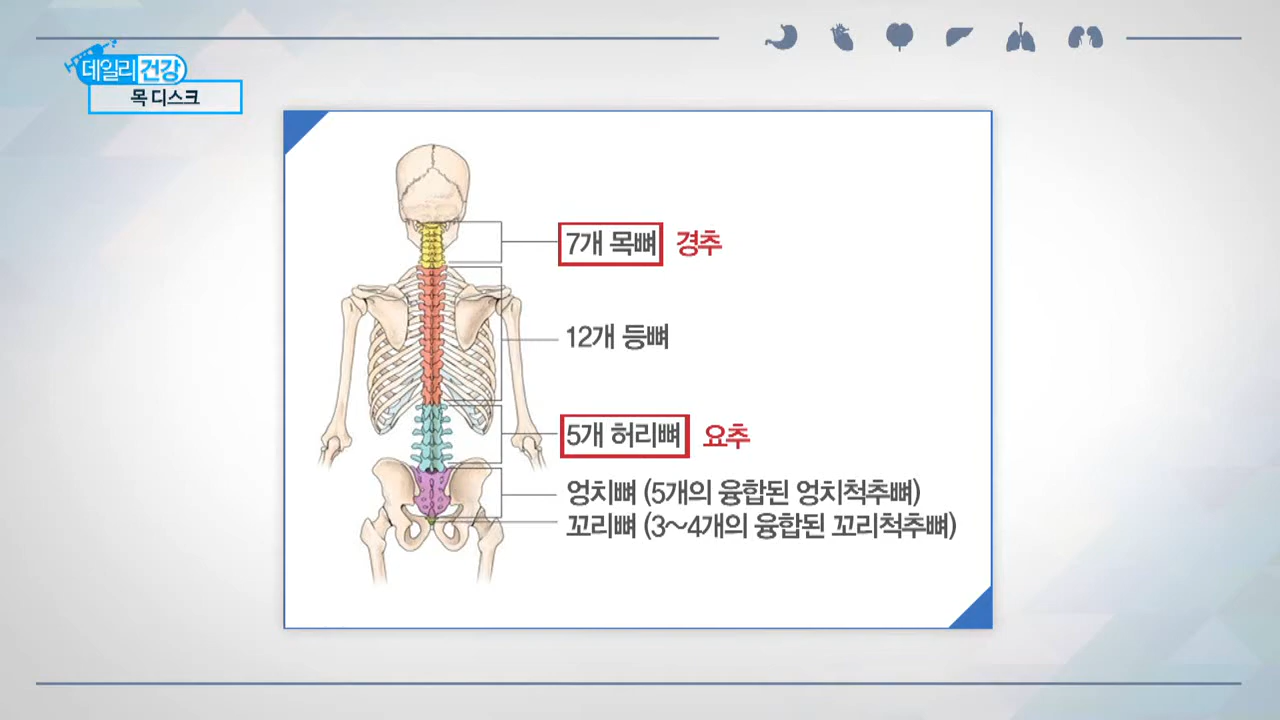 데일리건강
목 디스크
7개 목뼈 경추
12개 등뼈
5개 허리뼈 요추
엉치뼈 (5개의 융합된 엉치척추뼈)
꼬리뼈 (3~4개의 융합된 꼬리척추뼈)